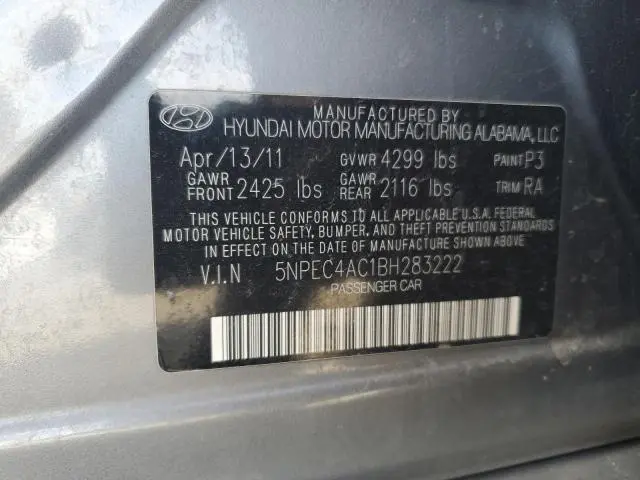 MANUFACTURED BY
HYUNDAI MOTOR MANUFACTURING ALABAMA, LLC
Apr/13/11 GVWR 4299 lbs PAINT P3
GAWR FRONT 2425 lbs GAWR REAR 2116 lbs TRIM RA
THIS VEHICLE CONFORMS TO ALL APPLICABLE U.S.A. FEDERAL
MOTOR VEHICLE SAFETY, BUMPER, AND THEFT PREVENTION STANDARDS
IN EFFECT ON THE DATE OF MANUFACTURE SHOWN ABOVE
V.I.N 5NPEC4AC1BH283222
PASSENGER CAR